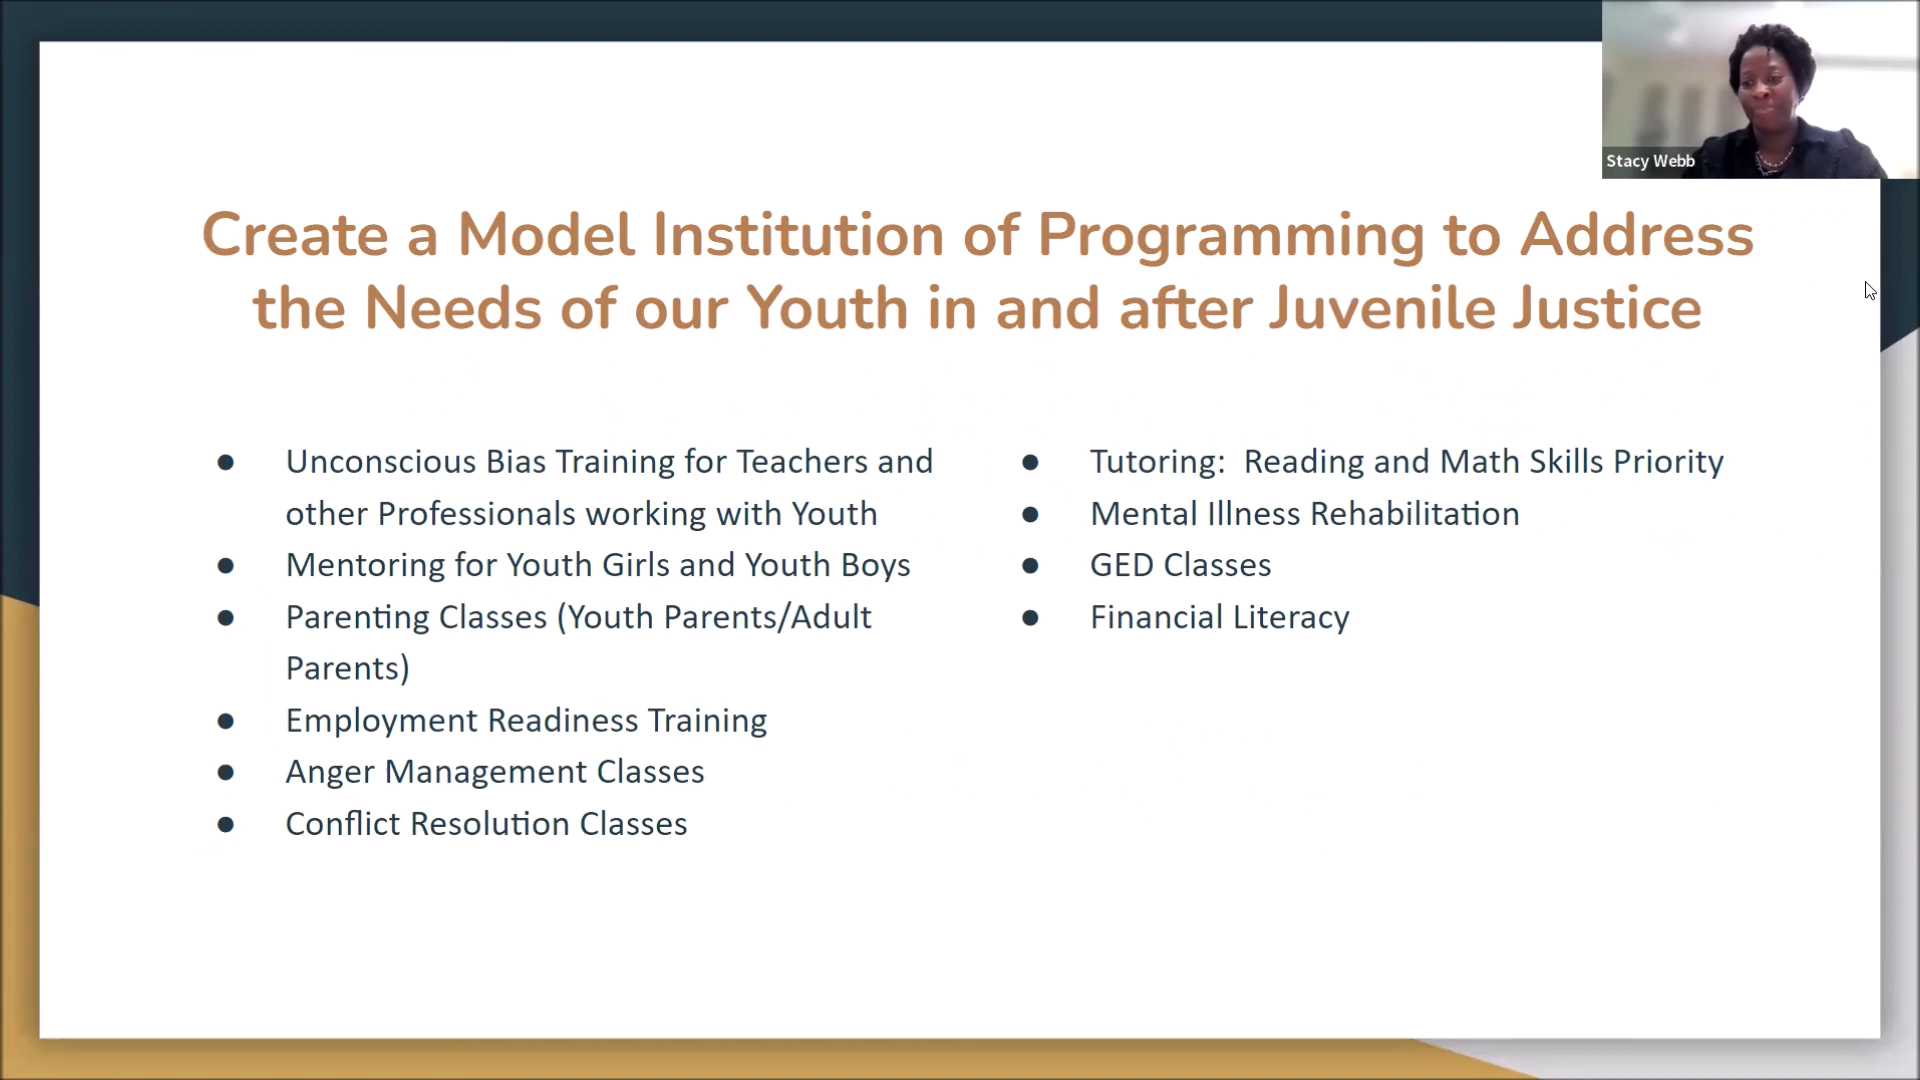 Stacy Webb
Create a Model Institution of Programming to Address
the Needs of our Youth in and after Juvenile Justice
● Unconscious Bias Training for Teachers and
other Professionals working with Youth
● Mentoring for Youth Girls and Youth Boys
● Parenting Classes (Youth Parents/Adult
Parents)
● Employment Readiness Training
● Anger Management Classes
● Conflict Resolution Classes
● Tutoring:  Reading and Math Skills Priority
● Mental Illness Rehabilitation
● GED Classes
● Financial Literacy